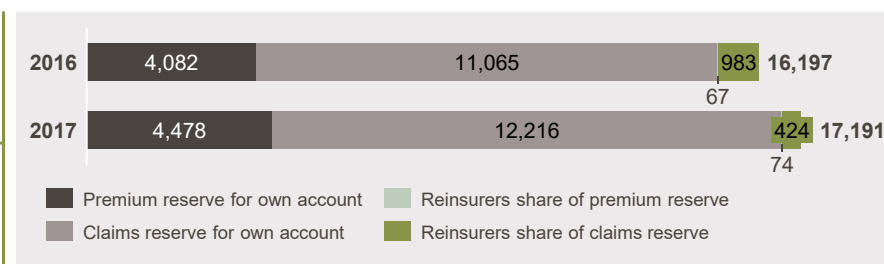 2016 4,082 11,065 983 16,197
67
2017 4,478 12,216 424 17,191
74
Premium reserve for own account Reinsurers share of premium reserve
Claims reserve for own account Reinsurers share of claims reserve